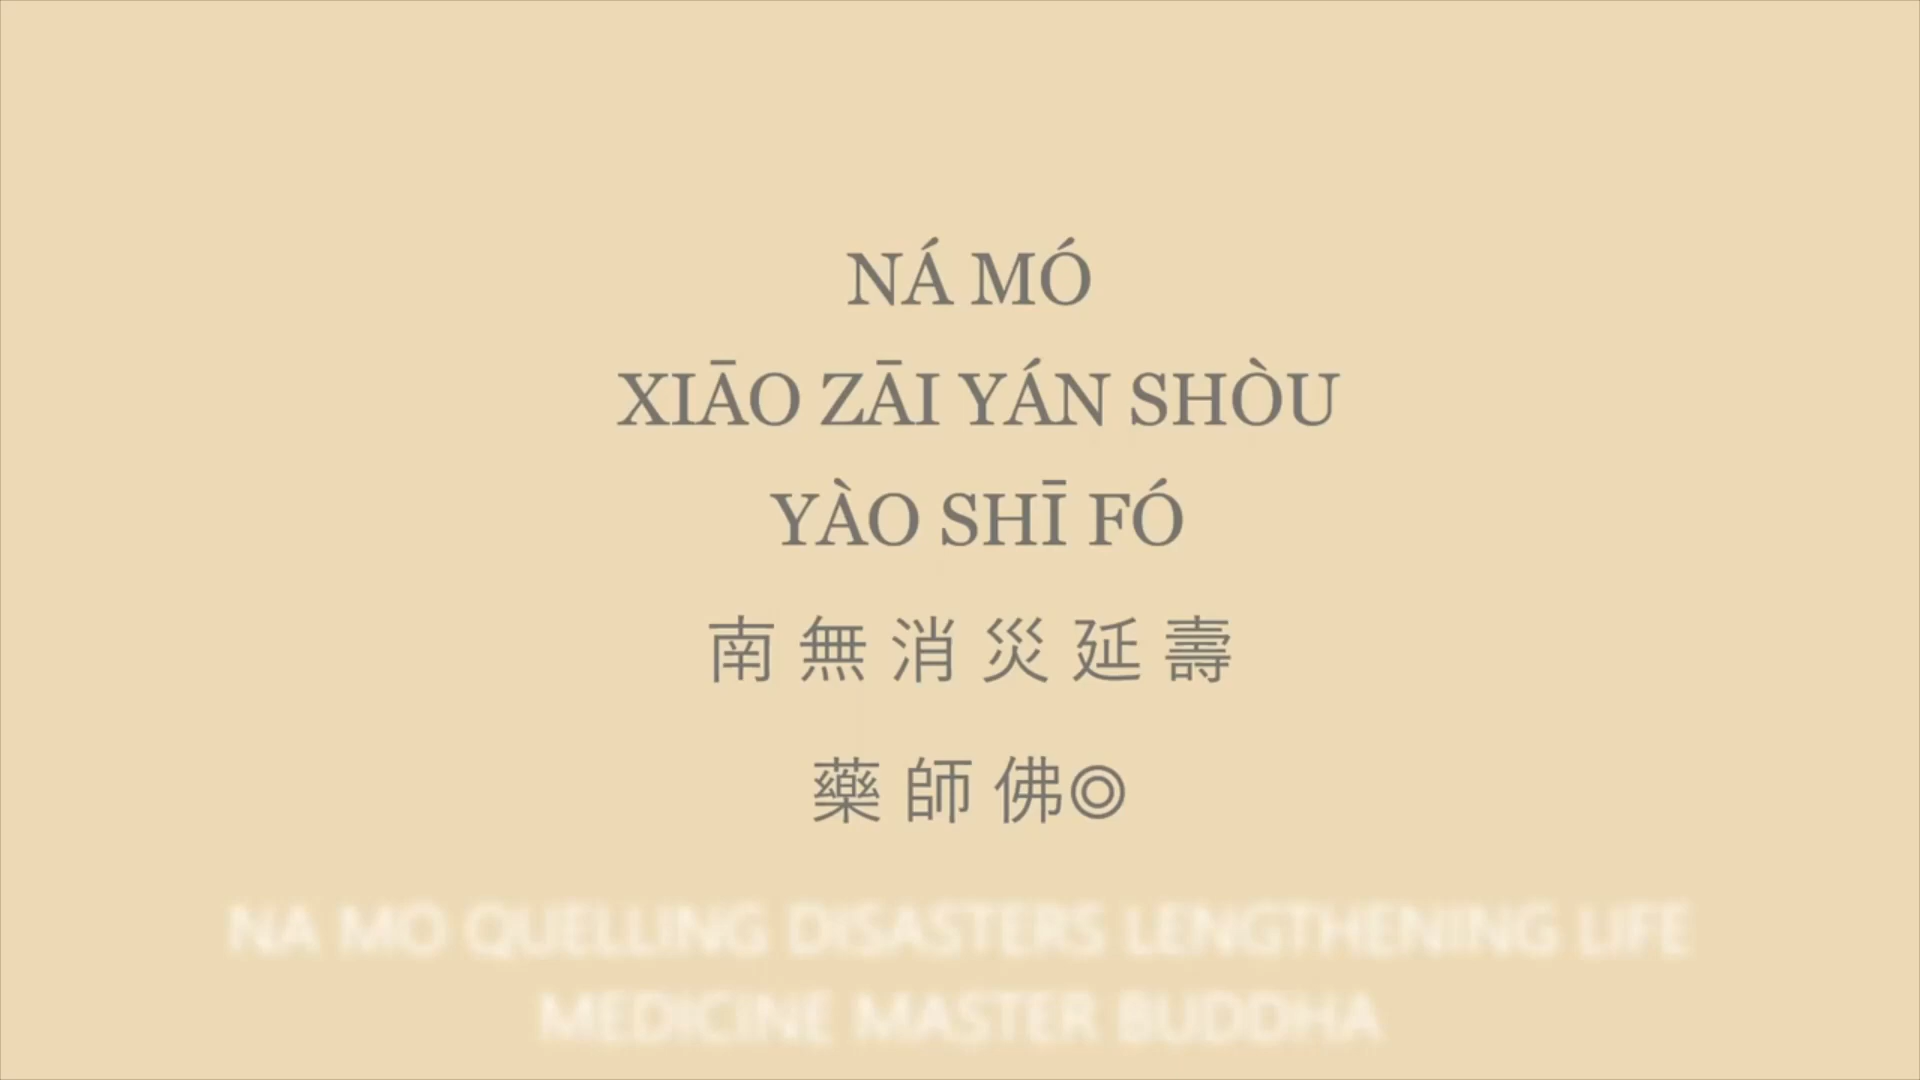 NÁ MÓ
XIĀO ZĀI YÁN SHÒU
YÀO SHĪ FÓ
南 無 消 災 延 壽
藥 師 佛◎
NA MO QUELLING DISASTERS LENGTHENING LIFE
MEDICINE MASTER BUDDHA